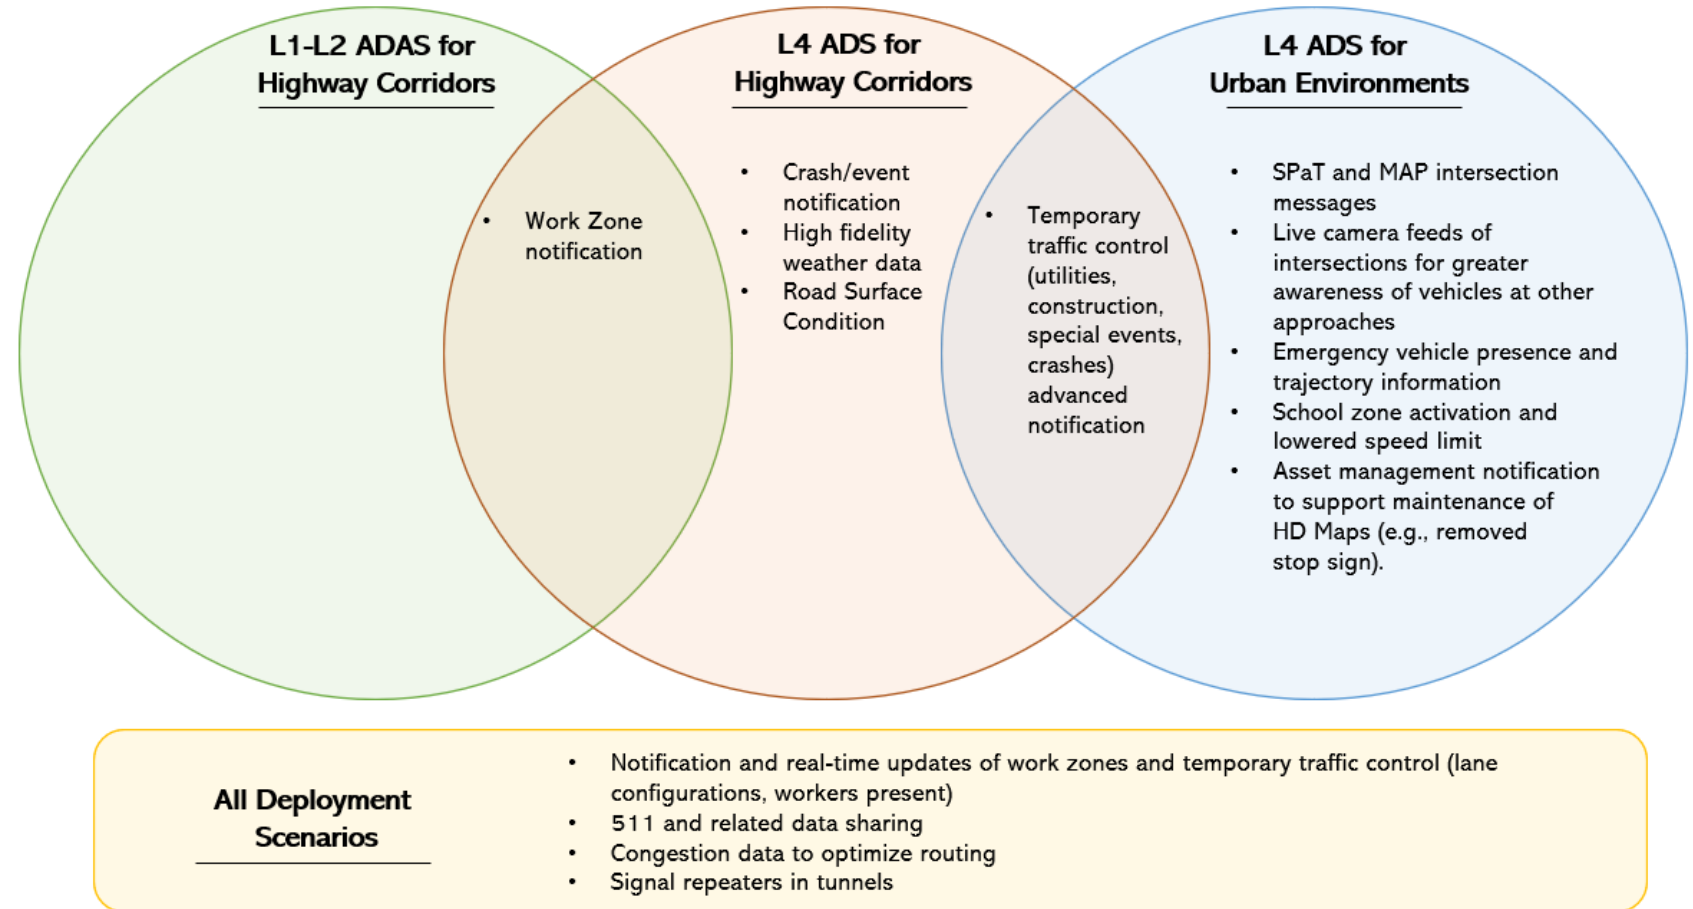 L1-L2 ADAS for
Highway Corridors
L4 ADS for
Highway Corridors
L4 ADS for
Urban Environments
• Work Zone
notification
• Crash/event
notification
• High fidelity
weather data
• Road Surface
Condition
• Temporary
traffic control
(utilities,
construction,
special events,
crashes)
advanced
notification
• SPaT and MAP intersection
messages
• Live camera feeds of
intersections for greater
awareness of vehicles at other
approaches
• Emergency vehicle presence and
trajectory information
• School zone activation and
lowered speed limit
• Asset management notification
to support maintenance of
HD Maps (e.g., removed
stop sign).
All Deployment
Scenarios
• Notification and real-time updates of work zones and temporary traffic control (lane
configurations, workers present)
• 511 and related data sharing
• Congestion data to optimize routing
• Signal repeaters in tunnels